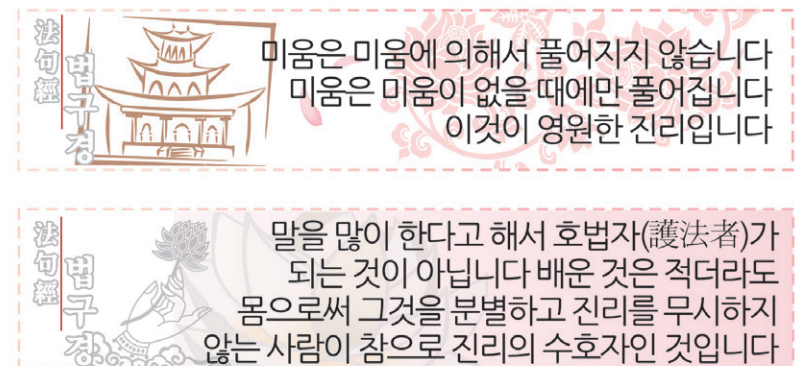 法句經
법구경
미움은 미움에 의해서 풀어지지 않습니다
미움은 미움이 없을 때에만 풀어집니다
이것이 영원한 진리입니다
法句經
법구경
말을 많이 한다고 해서 호법자(護法者)가
되는 것이 아닙니다 배운 것은 적더라도
몸으로써 그것을 분별하고 진리를 무시하지
않는 사람이 참으로 진리의 수호자인 것입니다